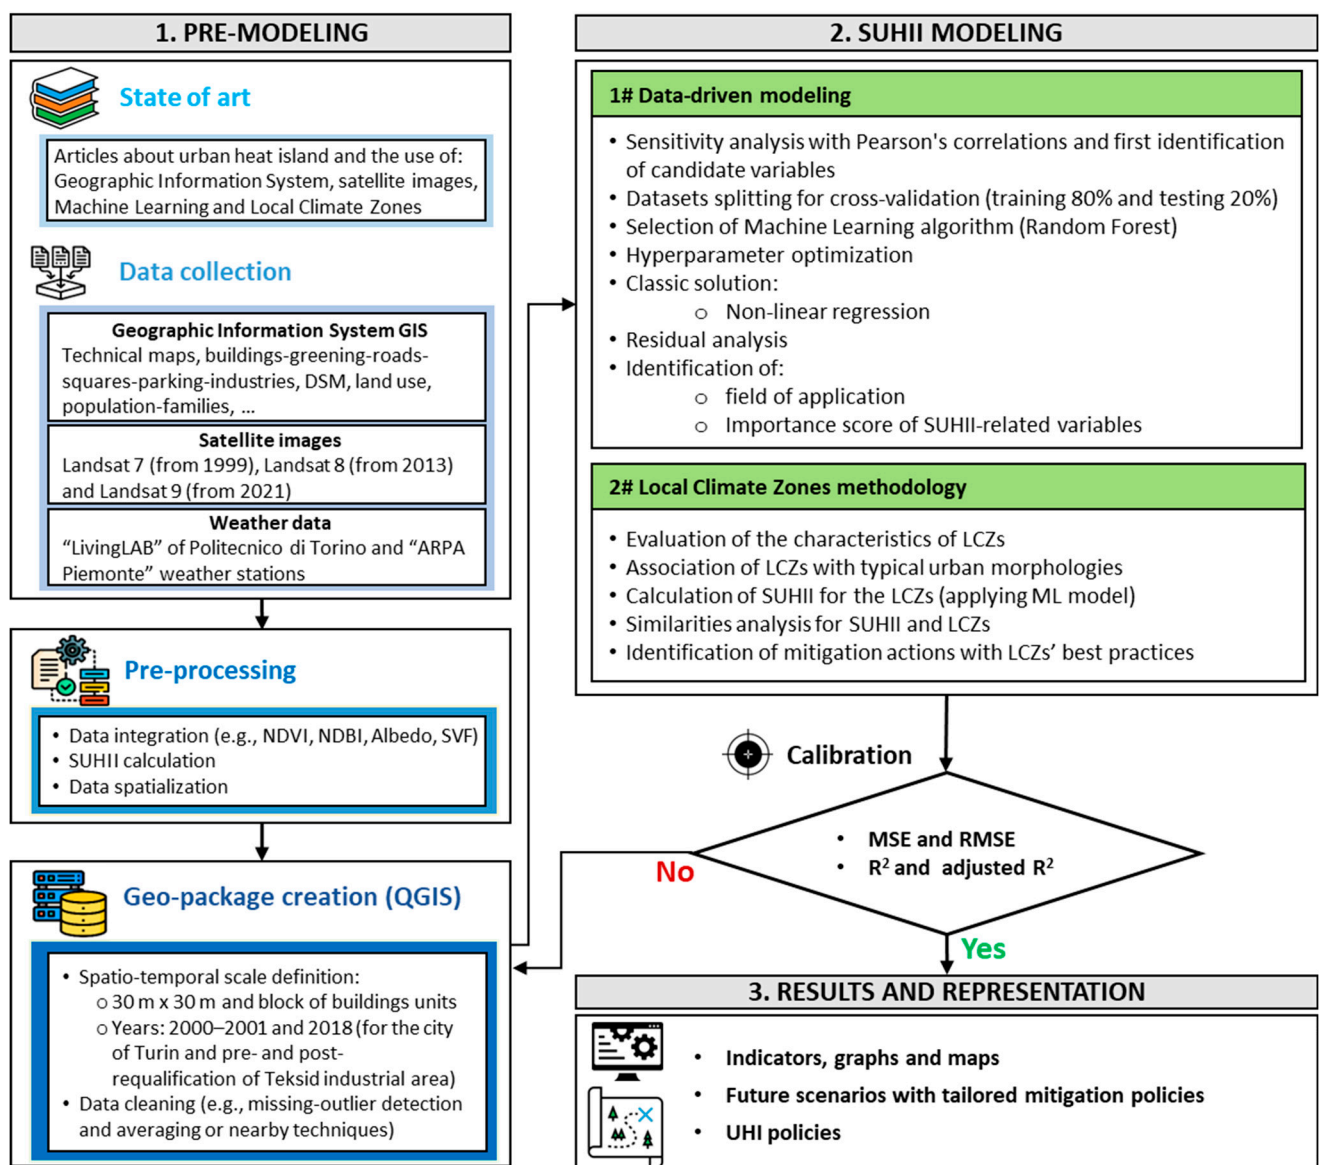 1. PRE-MODELING
State of art
Articles about urban heat island and the use of:
Geographic Information System, satellite images,
Machine Learning and Local Climate Zones
Data collection
Geographic Information System GIS
Technical maps, buildings-greening-roads-
squares-parking-industries, DSM, land use,
population-families, ...
Satellite images
Landsat 7 (from 1999), Landsat 8 (from 2013)
and Landsat 9 (from 2021)
Weather data
“LivingLAB” of Politecnico di Torino and “ARPA
Piemonte” weather stations
Pre-processing
• Data integration (e.g., NDVI, NDBI, Albedo, SVF)
• SUHII calculation
• Data spatialization
Geo-package creation (QGIS)
• Spatio-temporal scale definition:
o 30 m x 30 m and block of buildings units
o Years: 2000–2001 and 2018 (for the city
of Turin and pre- and post-
requalification of Teksid industrial area)
• Data cleaning (e.g., missing-outlier detection
and averaging or nearby techniques)
2. SUHII MODELING
1# Data-driven modeling
• Sensitivity analysis with Pearson's correlations and first identification
of candidate variables
• Datasets splitting for cross-validation (training 80% and testing 20%)
• Selection of Machine Learning algorithm (Random Forest)
• Hyperparameter optimization
• Classic solution:
o Non-linear regression
• Residual analysis
• Identification of:
o field of application
o Importance score of SUHII-related variables
2# Local Climate Zones methodology
• Evaluation of the characteristics of LCZs
• Association of LCZs with typical urban morphologies
• Calculation of SUHII for the LCZs (applying ML model)
• Similarities analysis for SUHII and LCZs
• Identification of mitigation actions with LCZs’ best practices
Calibration
• MSE and RMSE
• R² and adjusted R²
No
Yes
3. RESULTS AND REPRESENTATION
• Indicators, graphs and maps
• Future scenarios with tailored mitigation policies
• UHI policies